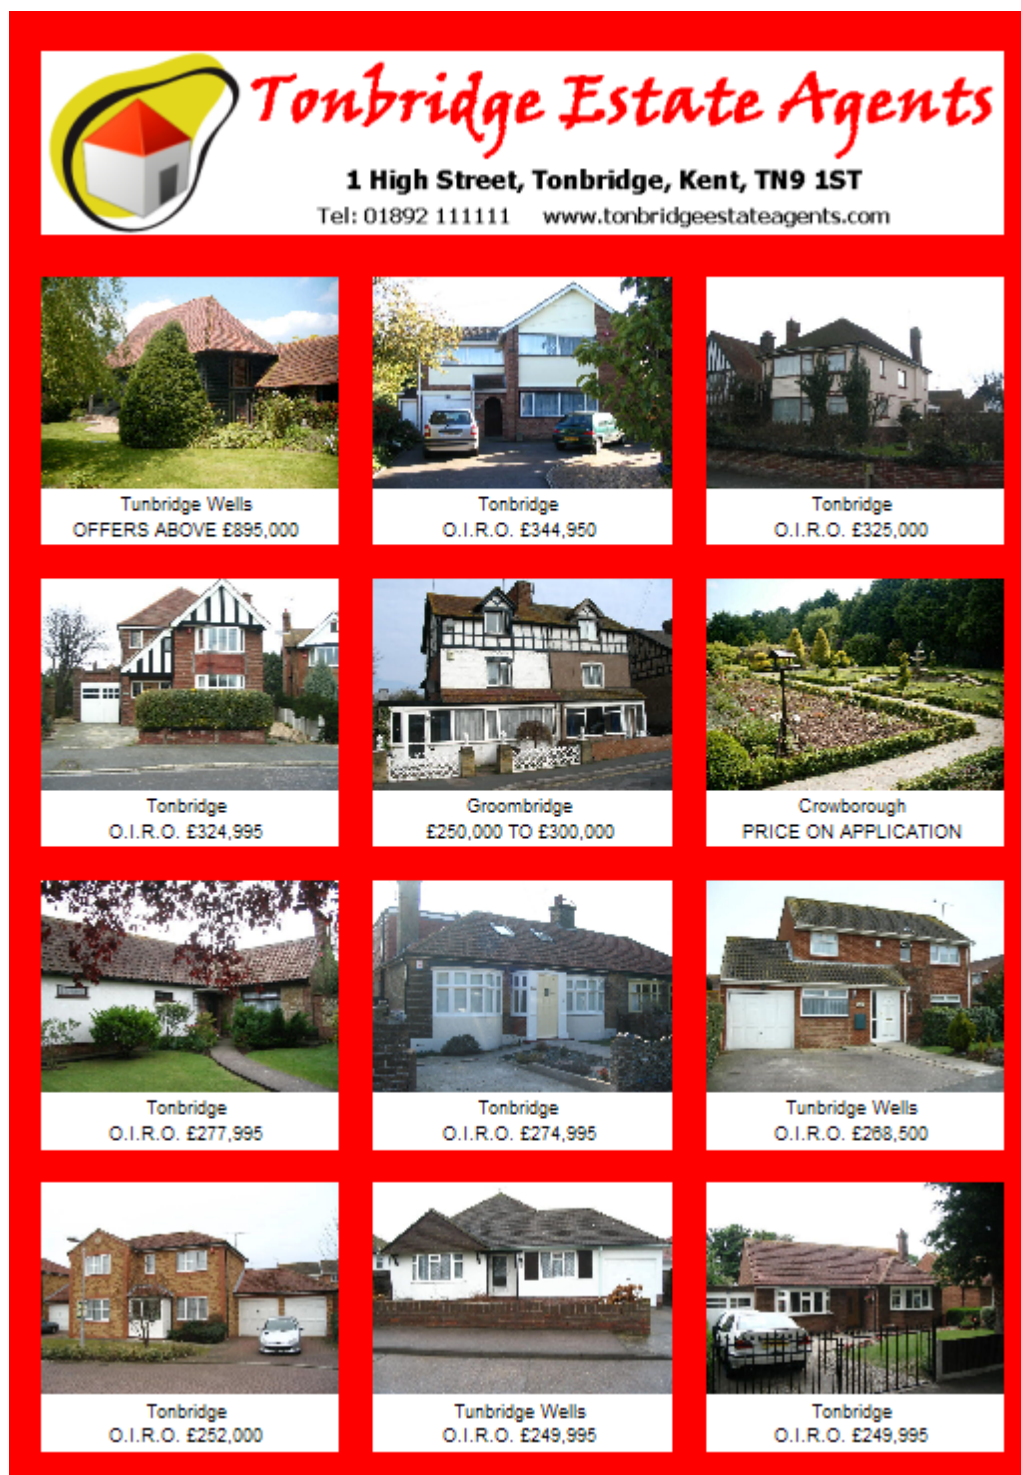 Tonbridge Estate Agents
1 High Street, Tonbridge, Kent, TN9 1ST
Tel: 01892 111111 www.tonbridgeestateagents.com
Tunbridge Wells
OFFERS ABOVE £895,000
Tonbridge
O.I.R.O. £344,950
Tonbridge
O.I.R.O. £325,000
Tonbridge
O.I.R.O. £324,995
Groombridge
£250,000 TO £300,000
Crowborough
PRICE ON APPLICATION
Tonbridge
O.I.R.O. £277,995
Tonbridge
O.I.R.O. £274,995
Tunbridge Wells
O.I.R.O. £268,500
Tonbridge
O.I.R.O. £252,000
Tunbridge Wells
O.I.R.O. £249,995
Tonbridge
O.I.R.O. £249,995